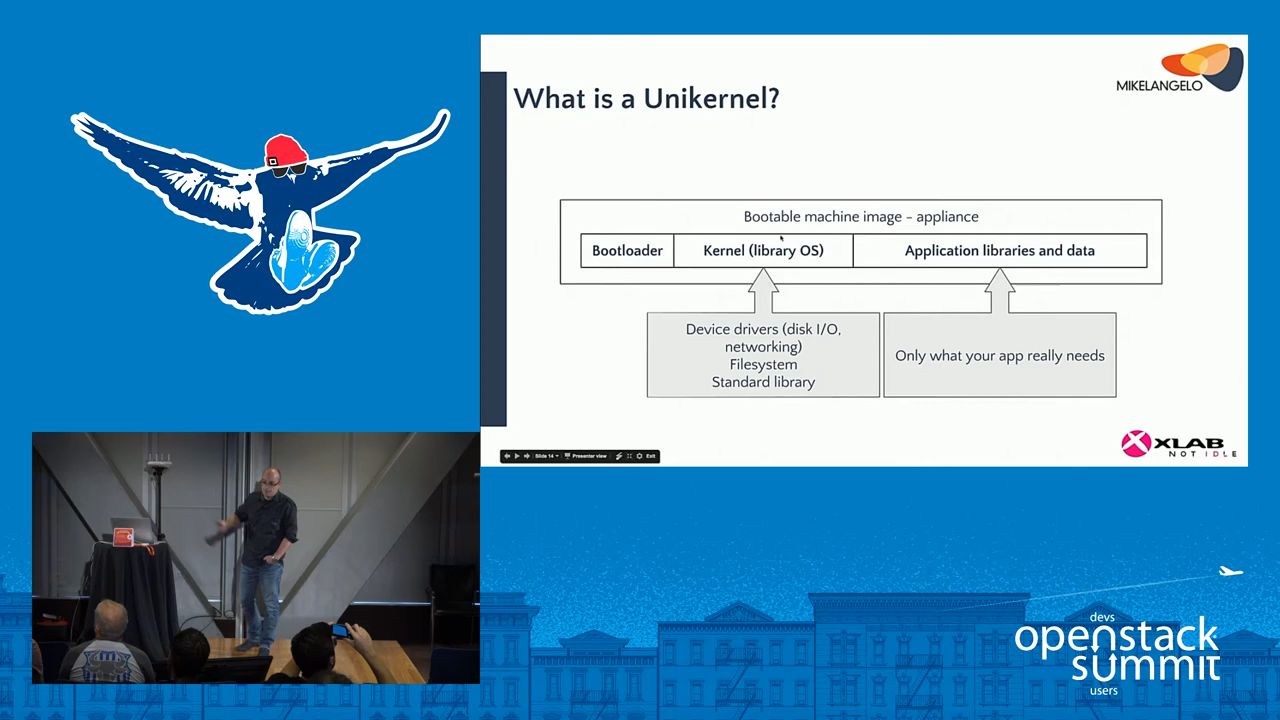 MIKELANGELO
What is a Unikernel?
Bootable machine image - appliance
Bootloader
Kernel (library OS)
Application libraries and data
Device drivers (disk I/O,
networking)
Filesystem
Standard library
Only what your app really needs
XLAB
NOT IDLE
Slide 14
Presenter view
Exit
devs
openstack
summit
users